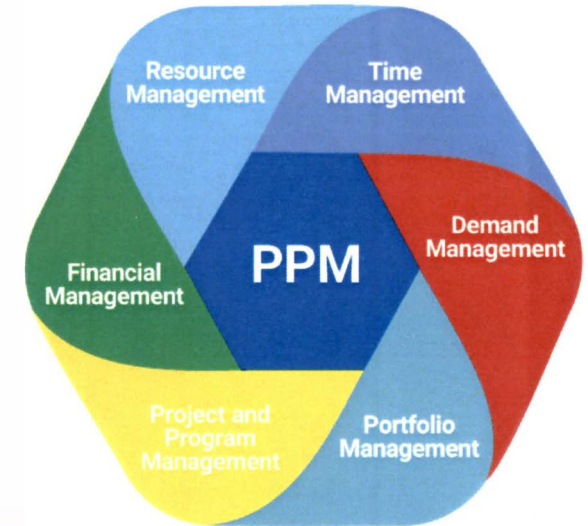 Resource
Management
Time
Management
Demand
Management
PPM
Financial
Management
Project and
Program
Management
Portfolio
Management